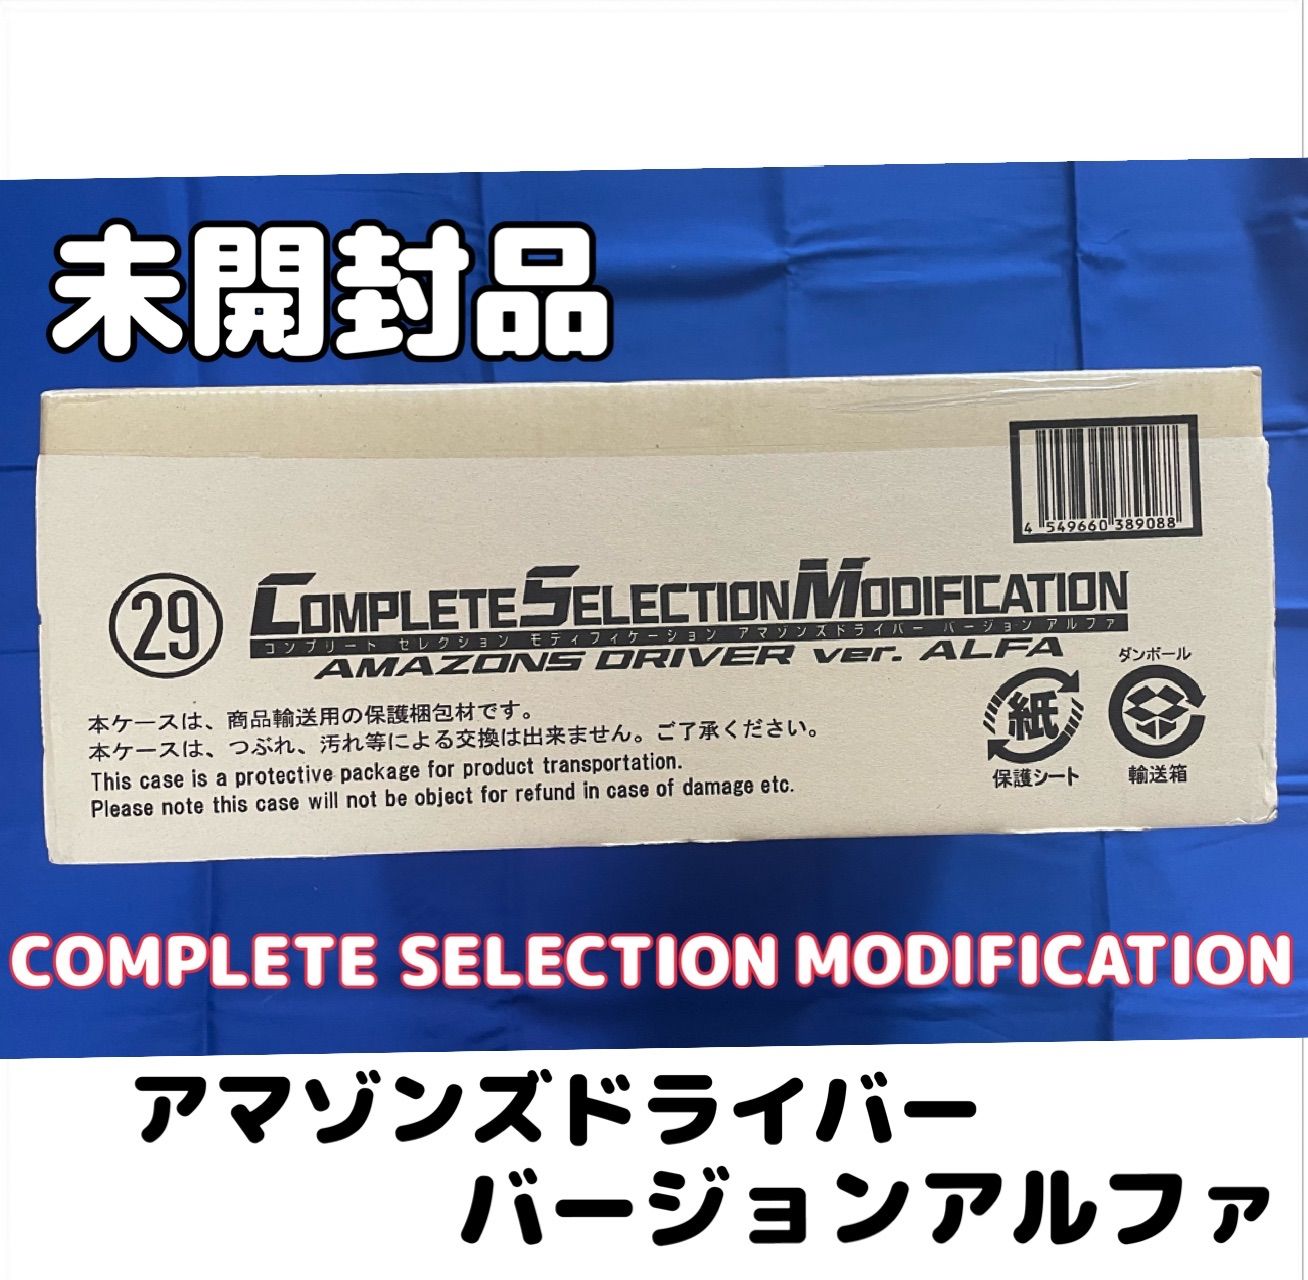 未開封品
4 549660 389088
29
COMPLETE SELECTION MODIFICATION
コンプリート セレクション モディフィケーション アマゾンズドライバー バージョン アルファ
AMAZONS DRIVER ver. ALFA
本ケースは、商品輸送用の保護梱包材です。
本ケースは、つぶれ、汚れ等による交換は出来ません。ご了承ください。
This case is a protective package for product transportation.
Please note this case will not be object for refund in case of damage etc.
紙
保護シート
ダンボール
輸送箱
COMPLETE SELECTION MODIFICATION
アマゾンズドライバー
バージョンアルファ